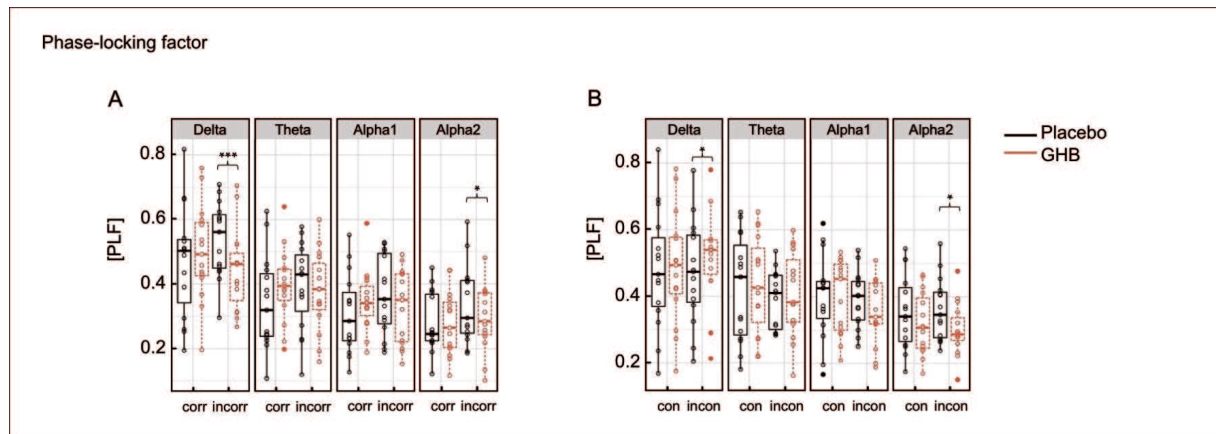 Phase-locking factor
A
B
Delta Theta Alpha1 Alpha2
Delta Theta Alpha1 Alpha2
Placebo
GHB
***
*
*
*
[PLF]
0.8
0.6
0.4
0.2
[PLF]
0.8
0.6
0.4
0.2
corr incorr corr incorr corr incorr corr incorr
con incon con incon con incon con incon